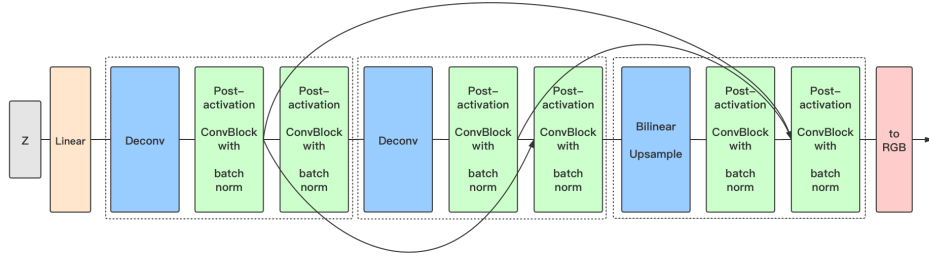 Z
Linear
Deconv
Post-
activation
ConvBlock
with
batch
norm
Post-
activation
ConvBlock
with
batch
norm
Deconv
Post-
activation
ConvBlock
with
batch
norm
Post-
activation
ConvBlock
with
batch
norm
Bilinear
Upsample
Post-
activation
ConvBlock
with
batch
norm
Post-
activation
ConvBlock
with
batch
norm
to
RGB